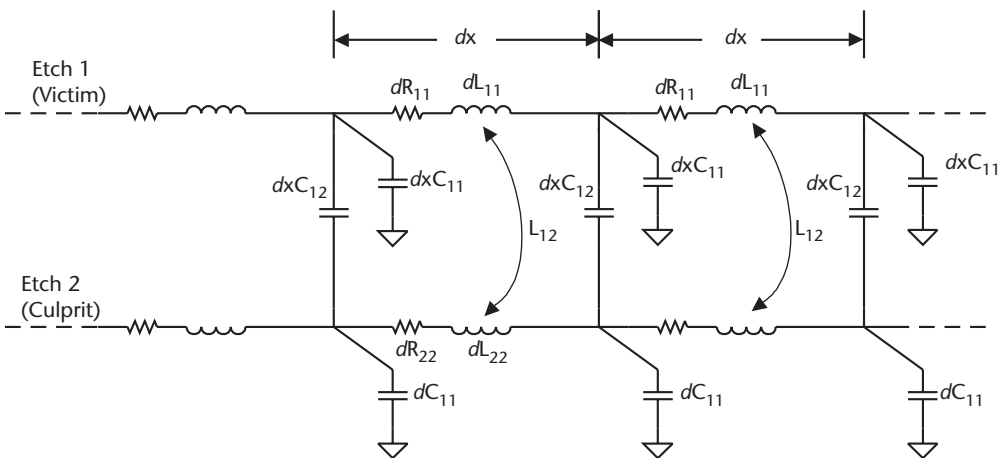 dx dx
Etch 1
(Victim)
dR₁₁ dL₁₁ dR₁₁ dL₁₁
dxC₁₂ dxC₁₁ dxC₁₂ dxC₁₁ dxC₁₂ dxC₁₁
L₁₂ L₁₂
Etch 2
(Culprit)
dR₂₂ dL₂₂
dC₁₁ dC₁₁ dC₁₁